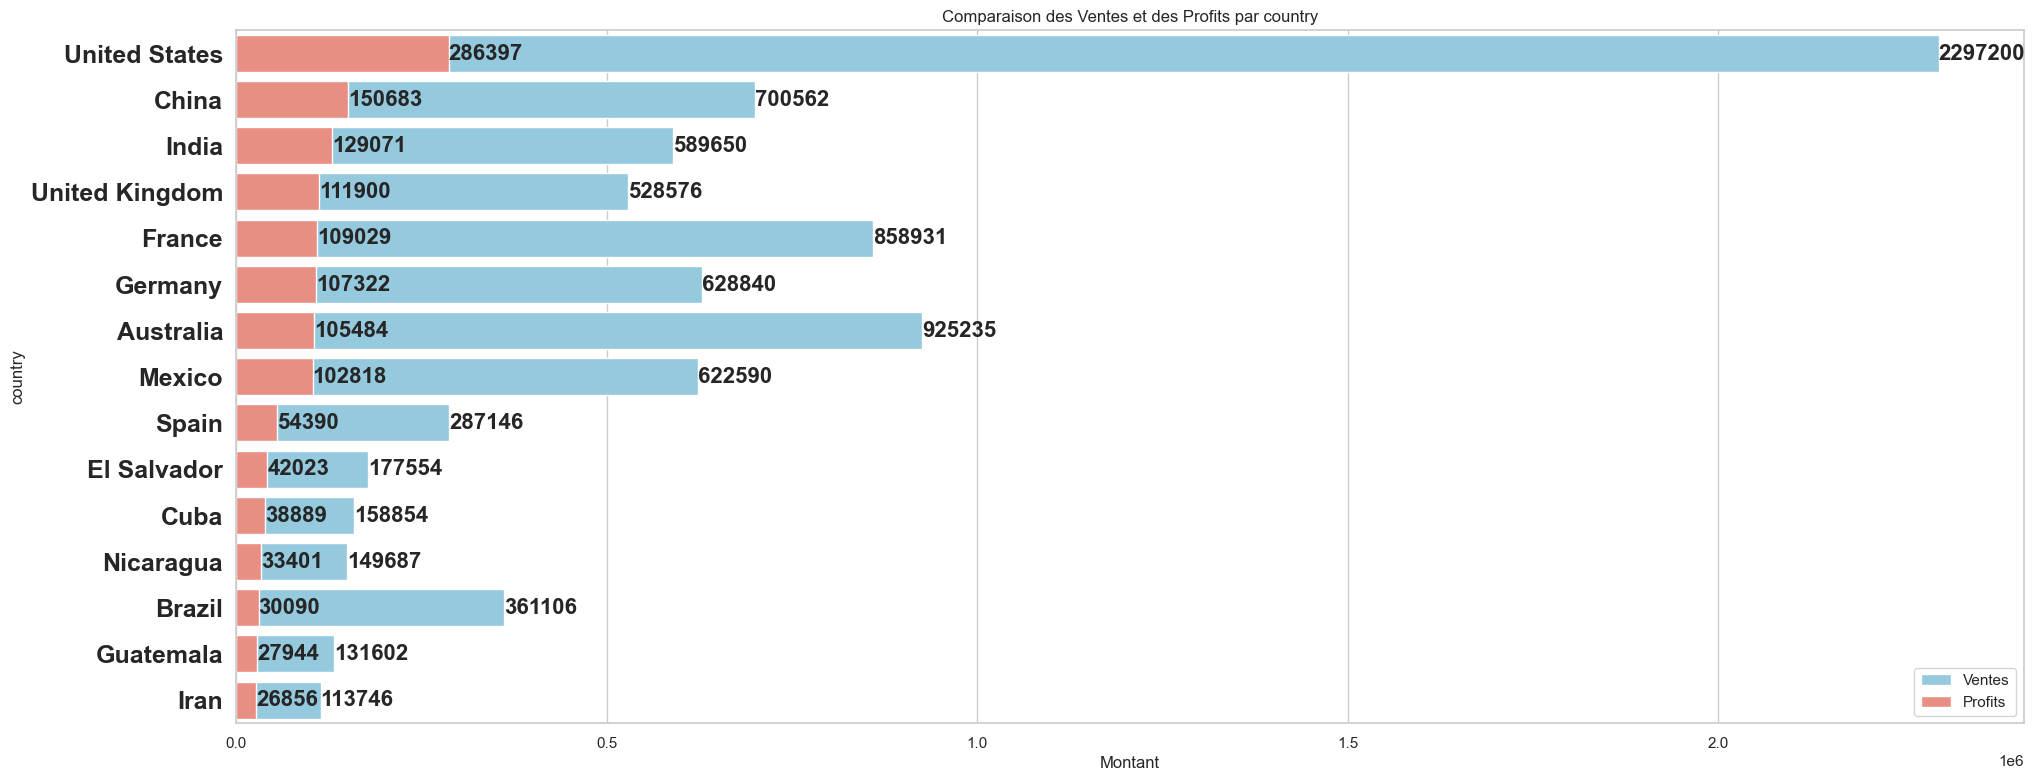 Comparaison des Ventes et des Profits par country
United States 286397 2297200
China 150683 700562
India 129071 589650
United Kingdom 111900 528576
France 109029 858931
Germany 107322 628840
Australia 105484 925235
Mexico 102818 622590
Spain 54390 287146
El Salvador 42023 177554
Cuba 38889 158854
Nicaragua 33401 149687
Brazil 30090 361106
Guatemala 27944 131602
Iran 26856 113746
country
Ventes
Profits
0.0 0.5 1.0 1.5 2.0
Montant
1e6